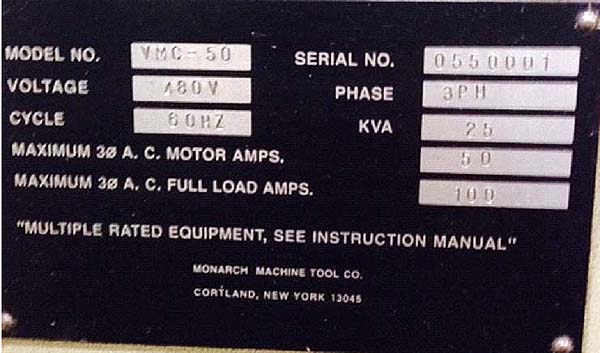 MODEL NO. VMC-50 SERIAL NO. 0550001
VOLTAGE 480V PHASE 3PH
CYCLE 60HZ KVA 25
MAXIMUM 3ø A. C. MOTOR AMPS. 50
MAXIMUM 3ø A. C. FULL LOAD AMPS. 100
"MULTIPLE RATED EQUIPMENT, SEE INSTRUCTION MANUAL"
MONARCH MACHINE TOOL CO.
CORTLAND, NEW YORK 13045